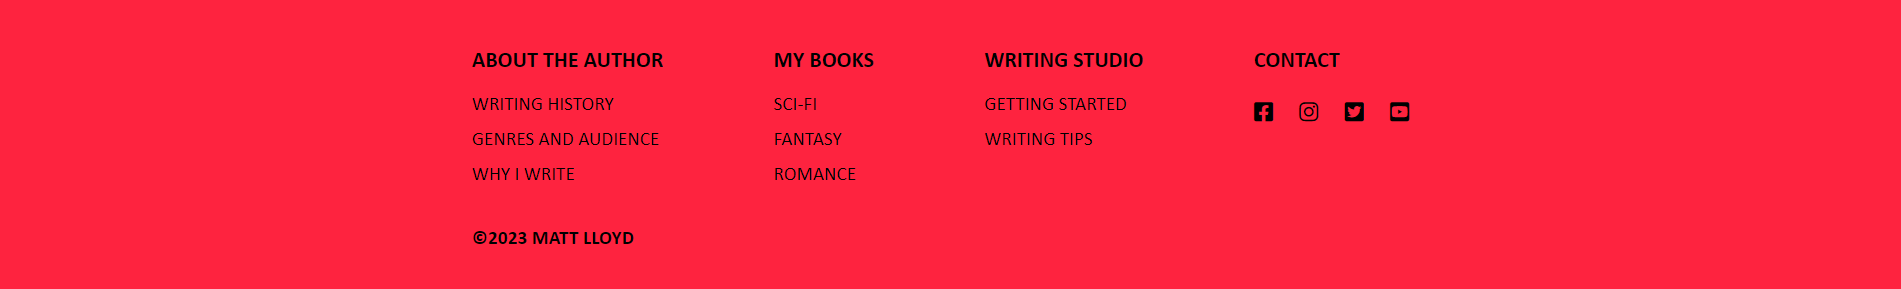 ABOUT THE AUTHOR
WRITING HISTORY
GENRES AND AUDIENCE
WHY I WRITE
MY BOOKS
SCI-FI
FANTASY
ROMANCE
WRITING STUDIO
GETTING STARTED
WRITING TIPS
CONTACT
©2023 MATT LLOYD